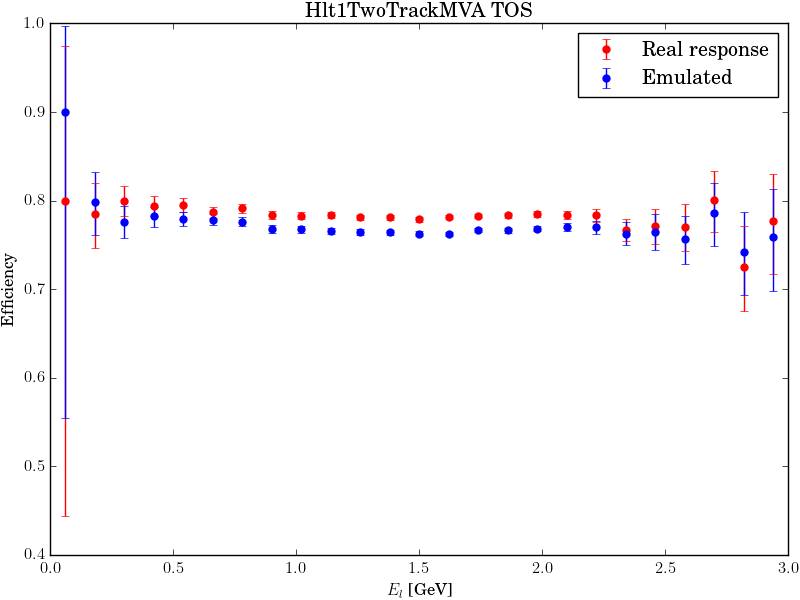 Hlt1TwoTrackMVA TOS
Real response
Emulated
Efficiency
1.0
0.9
0.8
0.7
0.6
0.5
0.4
0.0 0.5 1.0 1.5 2.0 2.5 3.0
E_l [GeV]